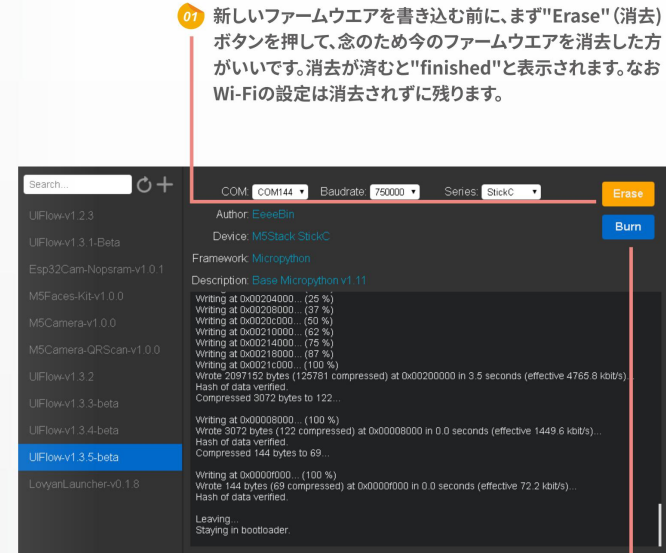 01 新しいファームウエアを書き込む前に、まず"Erase"(消去)
ボタンを押して、念のため今のファームウエアを消去した方
がいいです。消去が済むと"finished"と表示されます。なお
Wi-Fiの設定は消去されずに残ります。
Search...
COM: COM144 Baudrate: 750000 Series: StickC Erase
Author: EeeeBin
Burn
Device: M5Stack StickC
Framework: Micropython
Description: Base Micropython v1.11
UIFlow-v1.2.3
UIFlow-v1.3.1-Beta
Esp32Cam-Nopsram-v1.0.1
M5Faces-Kit-v1.0.0
M5Camera-v1.0.0
M5Camera-QRScan-v1.0.0
UIFlow-v1.3.2
UIFlow-v1.3.3-beta
UIFlow-v1.3.4-beta
UIFlow-v1.3.5-beta
LovyanLauncher-v0.1.8
Writing at 0x00204000... (25 %)
Writing at 0x00208000... (37 %)
Writing at 0x0020c000... (50 %)
Writing at 0x00210000... (62 %)
Writing at 0x00214000... (75 %)
Writing at 0x00218000... (87 %)
Writing at 0x0021c000... (100 %)
Wrote 2097152 bytes (125781 compressed) at 0x00200000 in 3.5 seconds (effective 4765.8 kbit/s)...
Hash of data verified.
Compressed 3072 bytes to 122...
Writing at 0x00008000... (100 %)
Wrote 3072 bytes (122 compressed) at 0x00008000 in 0.0 seconds (effective 1449.6 kbit/s)...
Hash of data verified.
Compressed 144 bytes to 69...
Writing at 0x0000f000... (100 %)
Wrote 144 bytes (69 compressed) at 0x0000f000 in 0.0 seconds (effective 72.2 kbit/s)...
Hash of data verified.
Leaving...
Staying in bootloader.